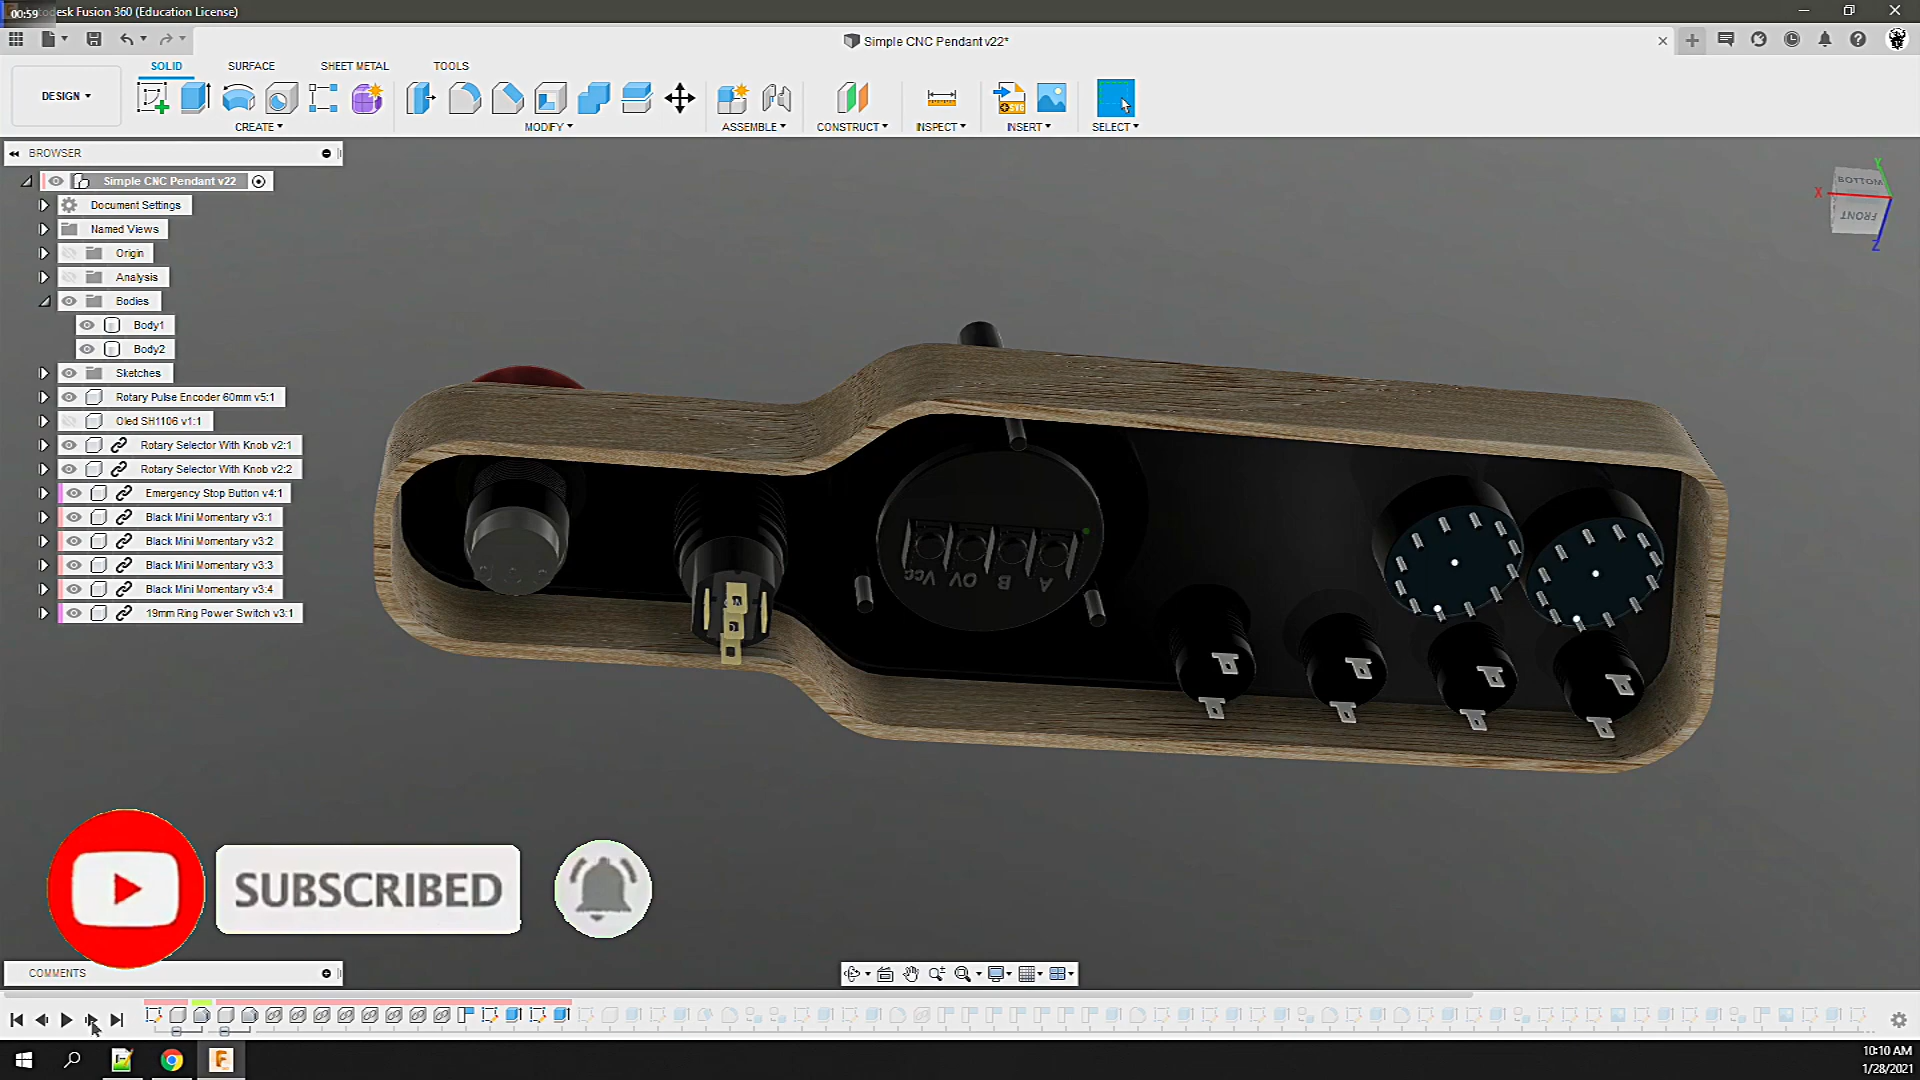 00:59
desk Fusion 360 (Education License)
Simple CNC Pendant v22*
DESIGN
SOLID
SURFACE
SHEET METAL
TOOLS
CREATE
MODIFY
ASSEMBLE
CONSTRUCT
INSPECT
INSERT
SELECT
BROWSER
Simple CNC Pendant v22
Document Settings
Named Views
Origin
Analysis
Bodies
Body1
Body2
Sketches
Rotary Pulse Encoder 60mm v5:1
Oled SH1106 v1:1
Rotary Selector With Knob v2:1
Rotary Selector With Knob v2:2
Emergency Stop Button v4:1
Black Mini Momentary v3:1
Black Mini Momentary v3:2
Black Mini Momentary v3:3
Black Mini Momentary v3:4
19mm Ring Power Switch v3:1
BOTTOM
FRONT
X
Y
Z
Vcc 0V B A
SUBSCRIBED
COMMENTS
10:10 AM
1/28/2021